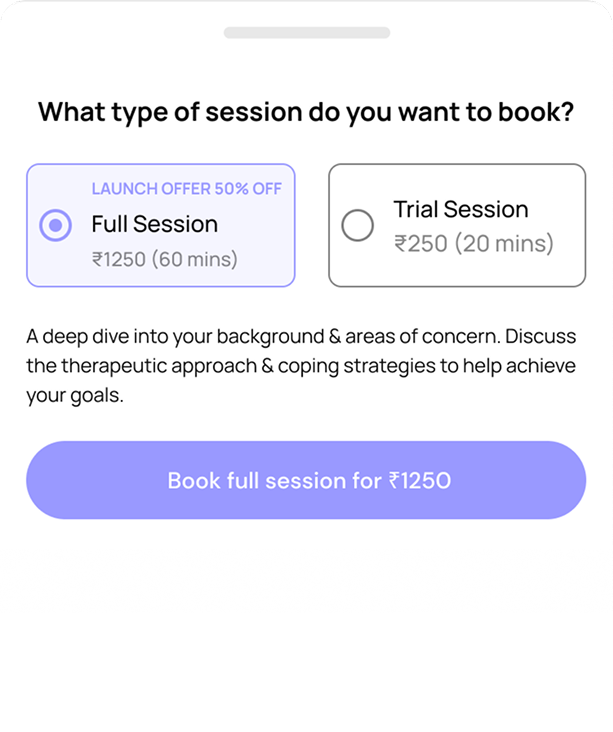 What type of session do you want to book?
LAUNCH OFFER 50% OFF
Full Session
₹1250 (60 mins)
Trial Session
₹250 (20 mins)
A deep dive into your background & areas of concern. Discuss
the therapeutic approach & coping strategies to help achieve
your goals.
Book full session for ₹1250